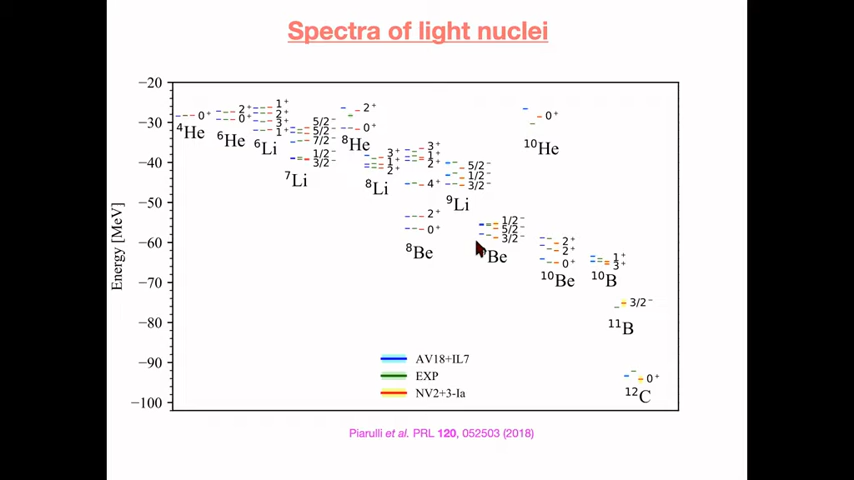 Spectra of light nuclei
−20
−30
−40
−50
−60
−70
−80
−90
−100
Energy [MeV]
0⁺
⁴He
2⁺
0⁺
⁶He
1⁺
2⁺
3⁺
1⁺
⁶Li
5/2⁻
5/2⁻
7/2⁻
1/2⁻
3/2⁻
⁷Li
2⁺
0⁺
⁸He
3⁺
1⁺
2⁺
⁸Li
3⁺
1⁺
2⁺
4⁺
2⁺
0⁺
⁸Be
5/2⁻
1/2⁻
3/2⁻
⁹Li
1/2⁻
5/2⁻
3/2⁻
Be
0⁺
¹⁰He
2⁺
2⁺
0⁺
¹⁰Be
1⁺
3⁺
¹⁰B
3/2⁻
¹¹B
0⁺
¹²C
AV18+IL7
EXP
NV2+3-Ia
Piarulli et al. PRL 120, 052503 (2018)